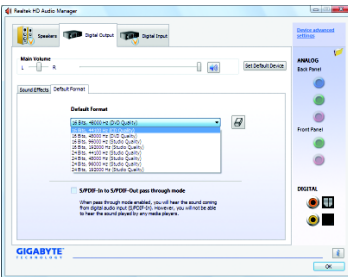 Realtek HD Audio Manager
Speakers
Digital Output
Digital Input
Device advanced
settings
Main Volume
L
R
Set Default Device
ANALOG
Back Panel
Sound Effects
Default Format
Default Format
16 Bits, 48000 Hz (DVD Quality)
16 Bits, 44100 Hz (CD Quality)
16 Bits, 48000 Hz (DVD Quality)
16 Bits, 96000 Hz (Studio Quality)
16 Bits, 192000 Hz (Studio Quality)
24 Bits, 44100 Hz (Studio Quality)
24 Bits, 48000 Hz (Studio Quality)
24 Bits, 96000 Hz (Studio Quality)
24 Bits, 192000 Hz (Studio Quality)
Front Panel
S/PDIF-In to S/PDIF-Out pass through mode
When pass through mode enabled, you will hear the sound coming
from digital audio input (S/PDIF-In). However, you will not be able
to hear the sound played by any media players.
DIGITAL
GIGABYTE
TECHNOLOGY
i
OK